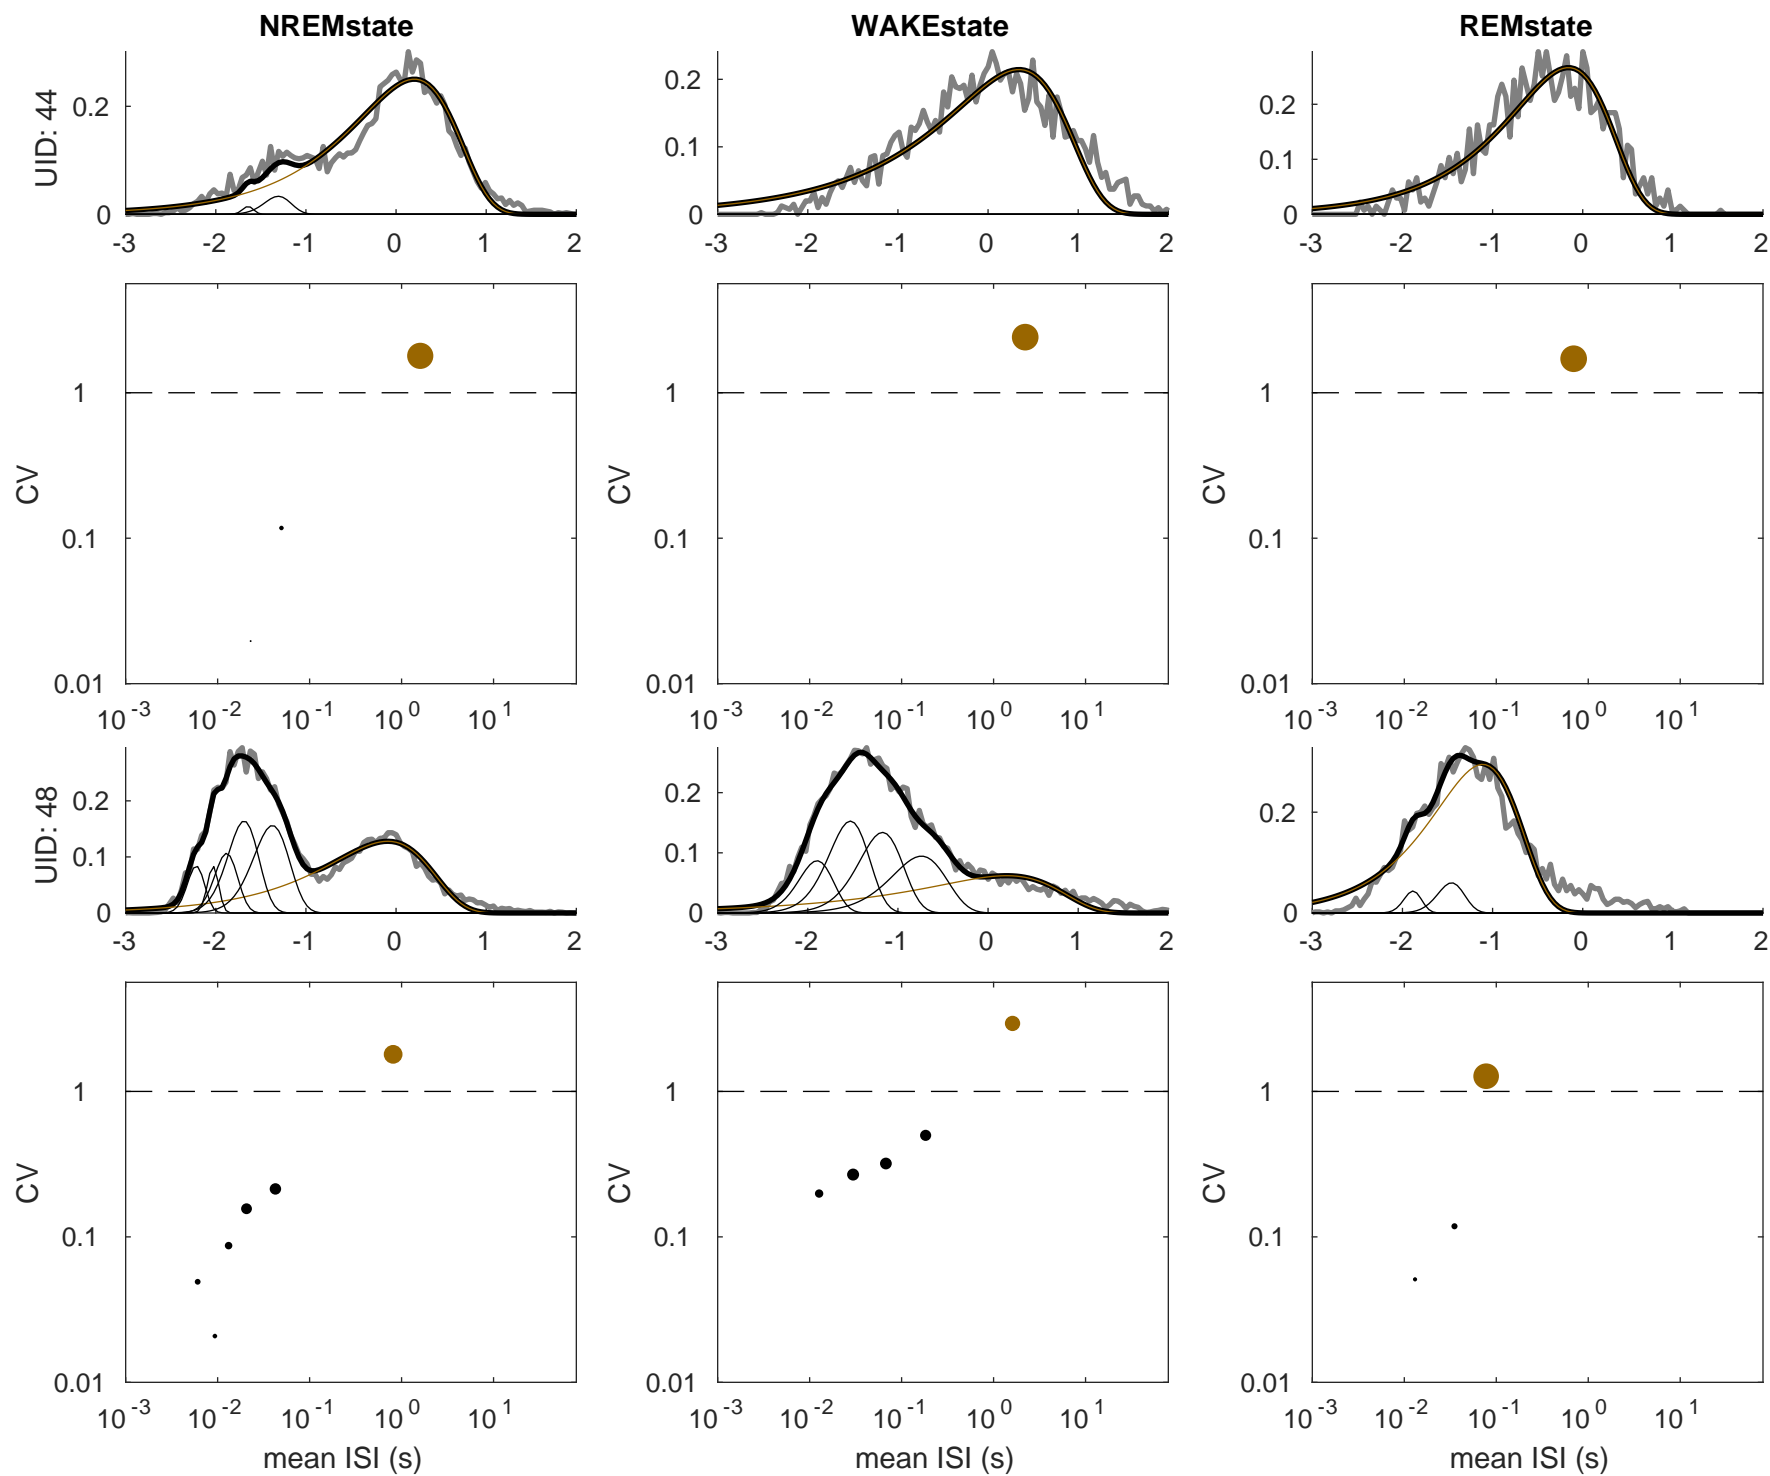 NREMstate WAKEstate REMstate
UID: 44
0.2 0.2 0.2
0.1 0.1
0 0 0
-3 -2 -1 0 1 2 -3 -2 -1 0 1 2 -3 -2 -1 0 1 2
CV CV CV
1 1 1
0.1 0.1 0.1
0.01 0.01 0.01
10^-3 10^-2 10^-1 10^0 10^1 10^-3 10^-2 10^-1 10^0 10^1 10^-3 10^-2 10^-1 10^0 10^1
UID: 48
0.2 0.2 0.2
0.1 0.1
0 0 0
-3 -2 -1 0 1 2 -3 -2 -1 0 1 2 -3 -2 -1 0 1 2
CV CV CV
1 1 1
0.1 0.1 0.1
0.01 0.01 0.01
10^-3 10^-2 10^-1 10^0 10^1 10^-3 10^-2 10^-1 10^0 10^1 10^-3 10^-2 10^-1 10^0 10^1
mean ISI (s) mean ISI (s) mean ISI (s)